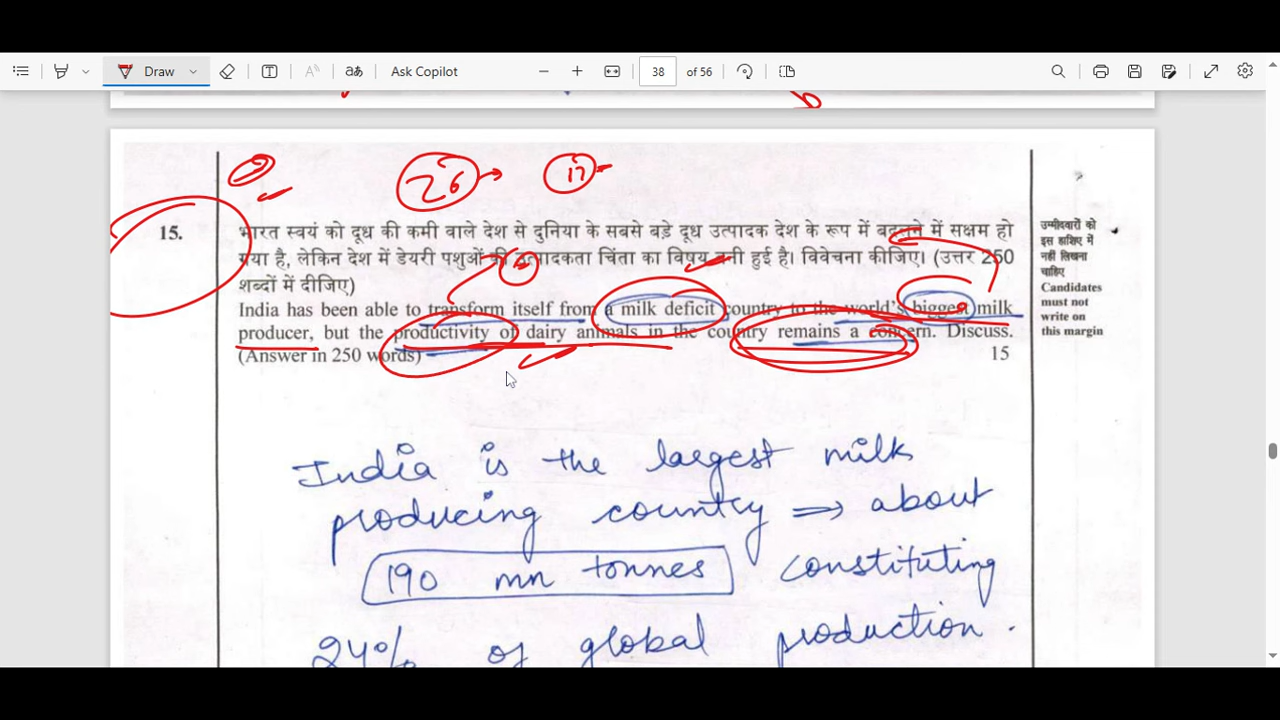 Draw
Ask Copilot
38 of 56
26 → 17
15.
भारत स्वयं को दूध की कमी वाले देश से दुनिया के सबसे बड़े दूध उत्पादक देश के रूप में बदलने में सक्षम हो
गया है, लेकिन देश में डेयरी पशुओं की उत्पादकता चिंता का विषय बनी हुई है। विवेचना कीजिए। (उत्तर 250
शब्दों में दीजिए)
India has been able to transform itself from a milk deficit country to the world's biggest milk
producer, but the productivity of dairy animals in the country remains a concern. Discuss.
(Answer in 250 words) 15
उम्मीदवारों को
इस हाशिए में
नहीं लिखना
चाहिए
Candidates
must not
write on
this margin
India is the largest milk
producing country ⇒ about
190 mn tonnes constituting
24% of global production.